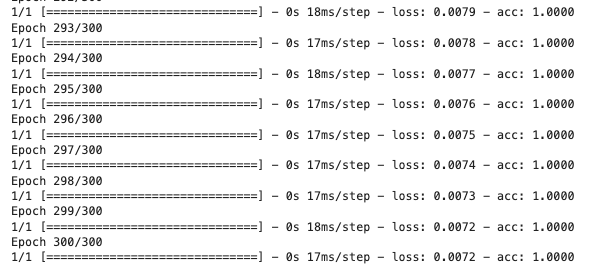 1/1 [==============================] - 0s 18ms/step - loss: 0.0079 - acc: 1.0000
Epoch 293/300
1/1 [==============================] - 0s 17ms/step - loss: 0.0078 - acc: 1.0000
Epoch 294/300
1/1 [==============================] - 0s 18ms/step - loss: 0.0077 - acc: 1.0000
Epoch 295/300
1/1 [==============================] - 0s 17ms/step - loss: 0.0076 - acc: 1.0000
Epoch 296/300
1/1 [==============================] - 0s 17ms/step - loss: 0.0075 - acc: 1.0000
Epoch 297/300
1/1 [==============================] - 0s 17ms/step - loss: 0.0074 - acc: 1.0000
Epoch 298/300
1/1 [==============================] - 0s 17ms/step - loss: 0.0073 - acc: 1.0000
Epoch 299/300
1/1 [==============================] - 0s 18ms/step - loss: 0.0072 - acc: 1.0000
Epoch 300/300
1/1 [==============================] - 0s 17ms/step - loss: 0.0072 - acc: 1.0000